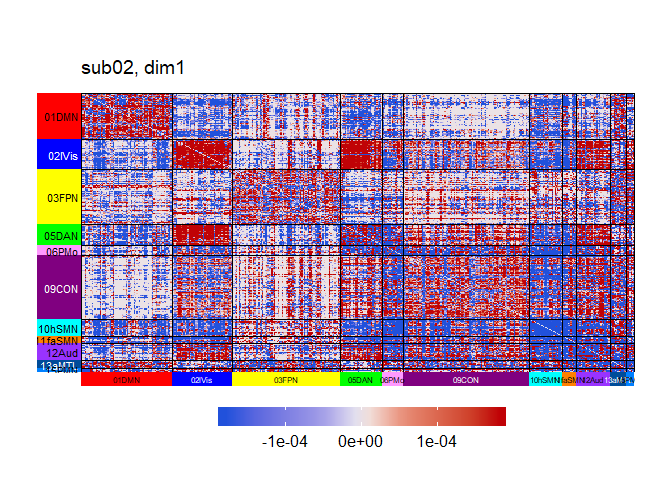 sub02, dim1
01DMN
02lVis
03FPN
05DAN
06PMo
09CON
10hSMN
12Aud
01DMN 02lVis 03FPN 05DAN 06PMo 09CON 10hSMN
-1e-04 0e+00 1e-04